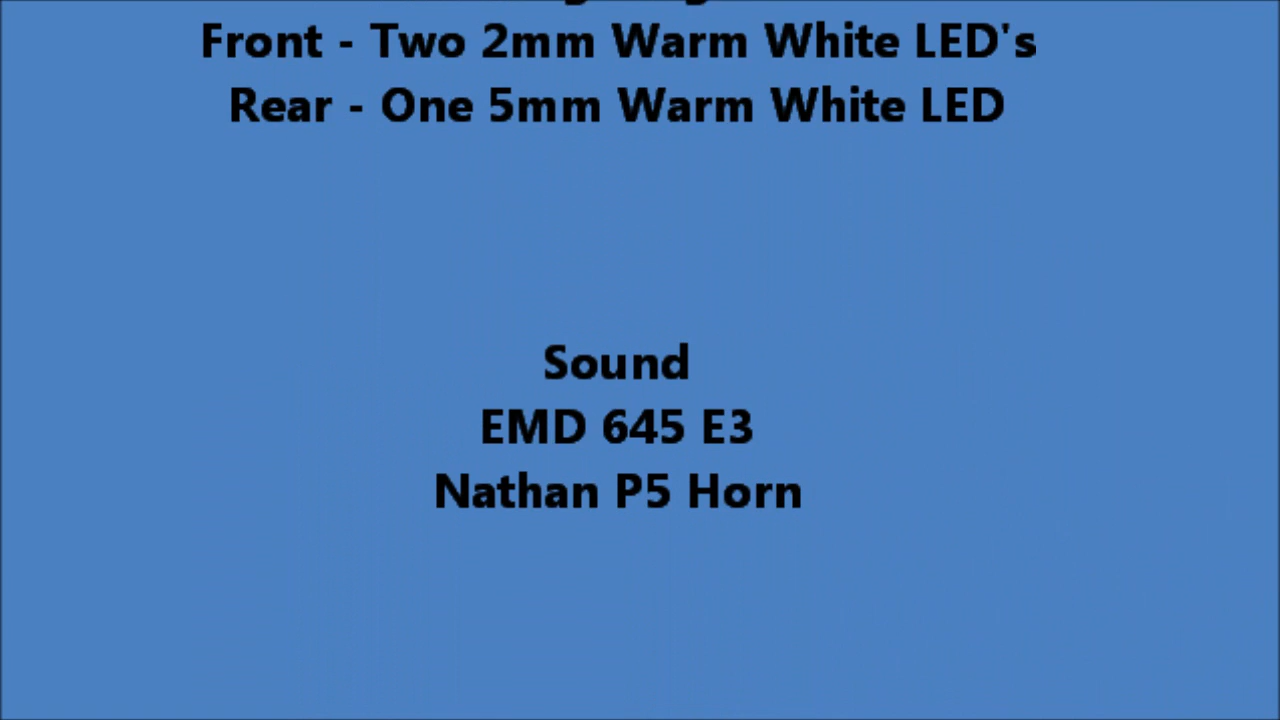 Front - Two 2mm Warm White LED's
Rear - One 5mm Warm White LED
Sound
EMD 645 E3
Nathan P5 Horn